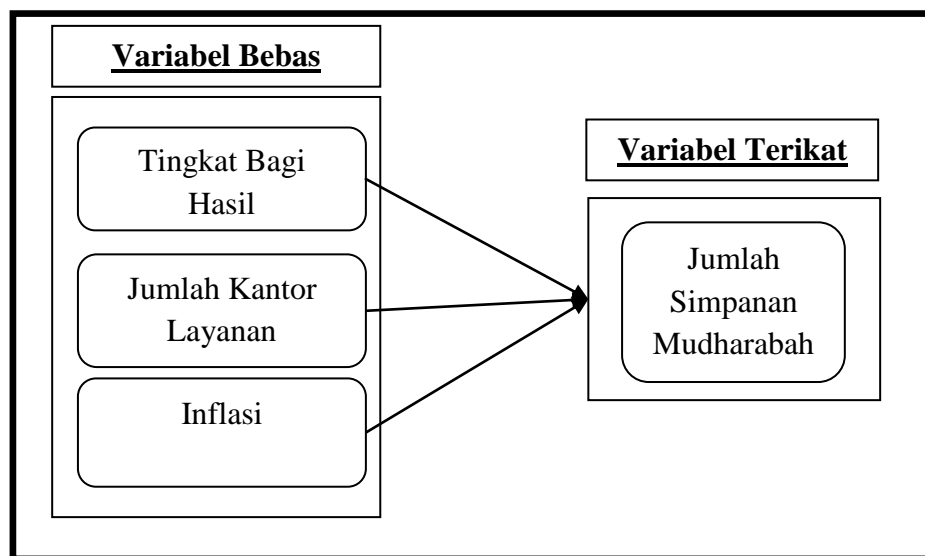 Variabel Bebas
Tingkat Bagi
Hasil
Jumlah Kantor
Layanan
Inflasi
Variabel Terikat
Jumlah
Simpanan
Mudharabah